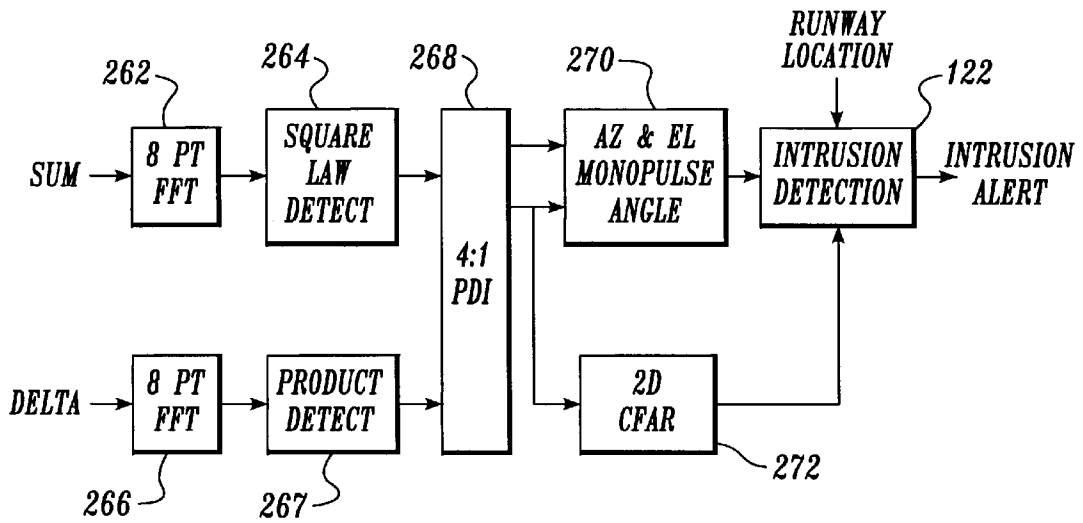 RUNWAY
LOCATION
262
264
268
270
122
SUM
8 PT
FFT
SQUARE
LAW
DETECT
AZ & EL
MONOPULSE
ANGLE
INTRUSION
DETECTION
INTRUSION
ALERT
4:1
PDI
DELTA
8 PT
FFT
PRODUCT
DETECT
2D
CFAR
266
267
272